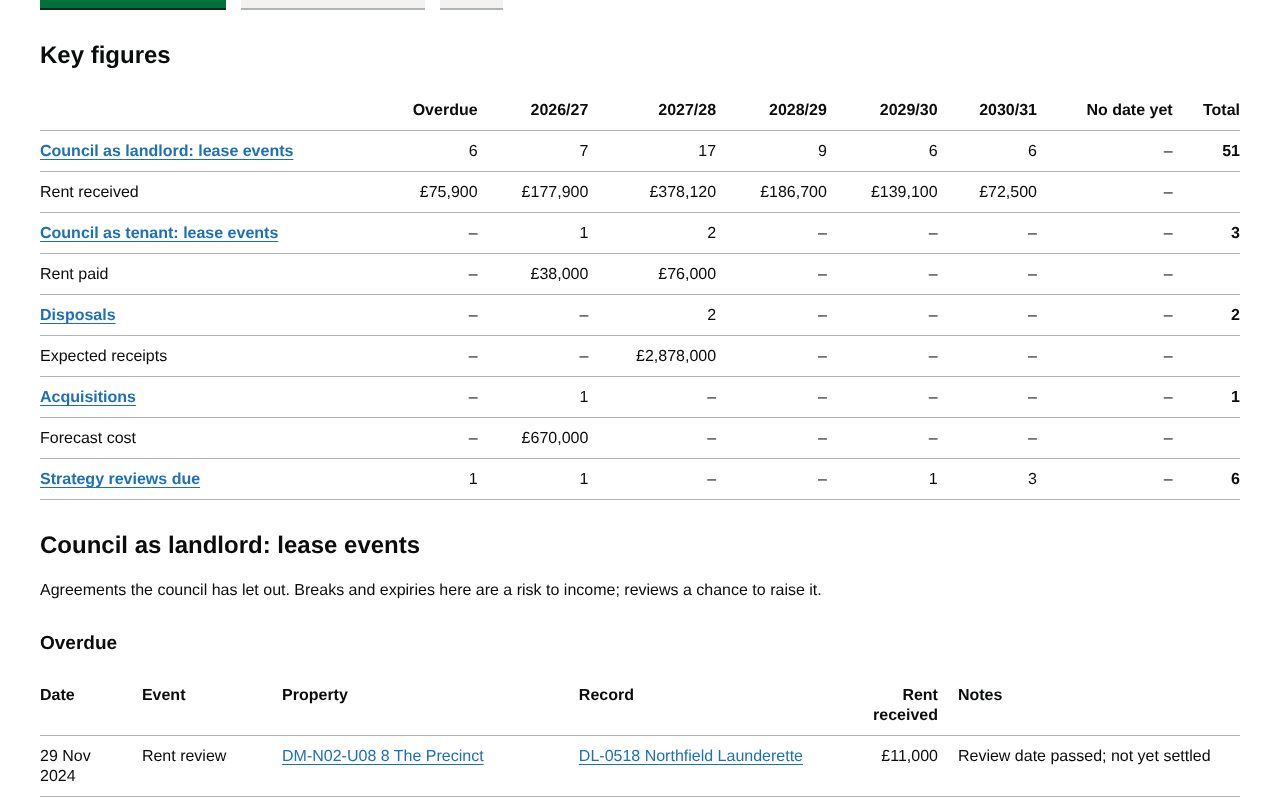 Key figures
Overdue 2026/27 2027/28 2028/29 2029/30 2030/31 No date yet Total
Council as landlord: lease events 6 7 17 9 6 6 – 51
Rent received £75,900 £177,900 £378,120 £186,700 £139,100 £72,500 –
Council as tenant: lease events – 1 2 – – – – 3
Rent paid – £38,000 £76,000 – – – –
Disposals – – 2 – – – – 2
Expected receipts – – £2,878,000 – – – –
Acquisitions – 1 – – – – – 1
Forecast cost – £670,000 – – – – –
Strategy reviews due 1 1 – – 1 3 – 6
Council as landlord: lease events
Agreements the council has let out. Breaks and expiries here are a risk to income; reviews a chance to raise it.
Overdue
Date Event Property Record Rent received Notes
29 Nov 2024 Rent review DM-N02-U08 8 The Precinct DL-0518 Northfield Launderette £11,000 Review date passed; not yet settled